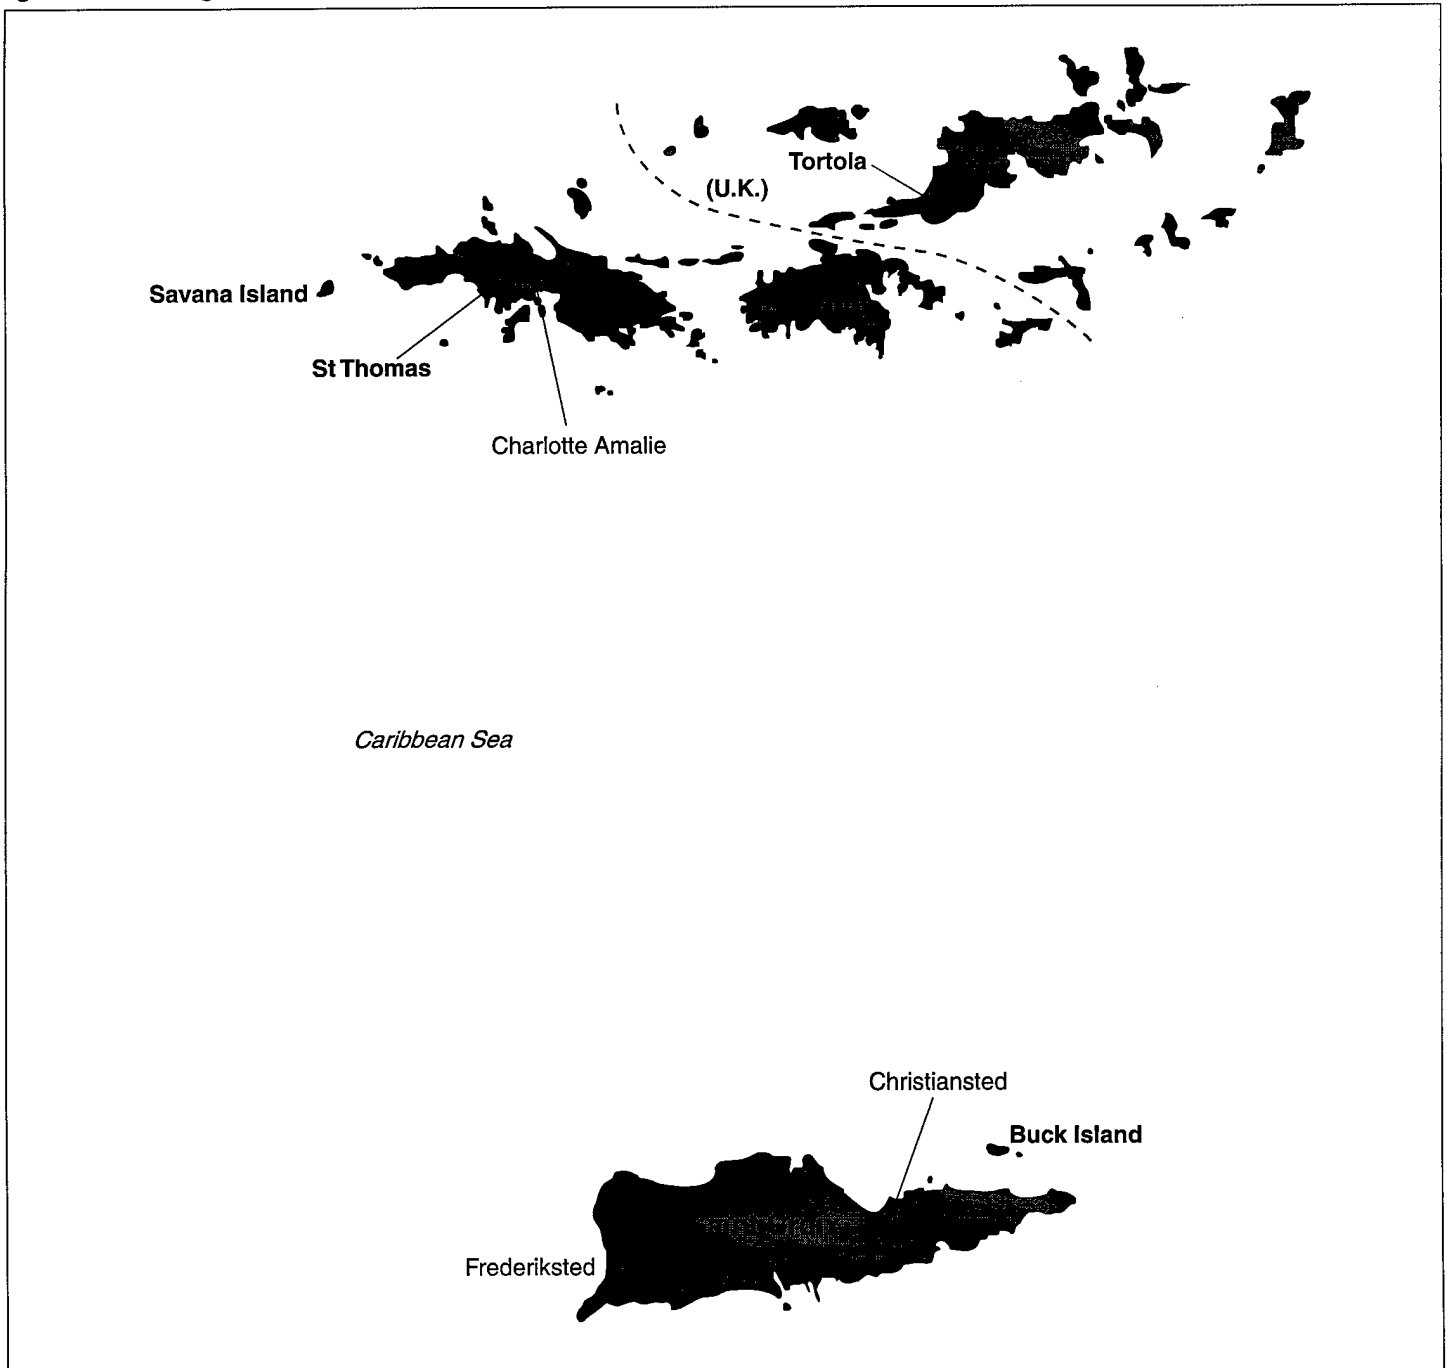 Tortola
(U.K.)
Savana Island
St Thomas
Charlotte Amalie
Caribbean Sea
Christiansted
Buck Island
Frederiksted